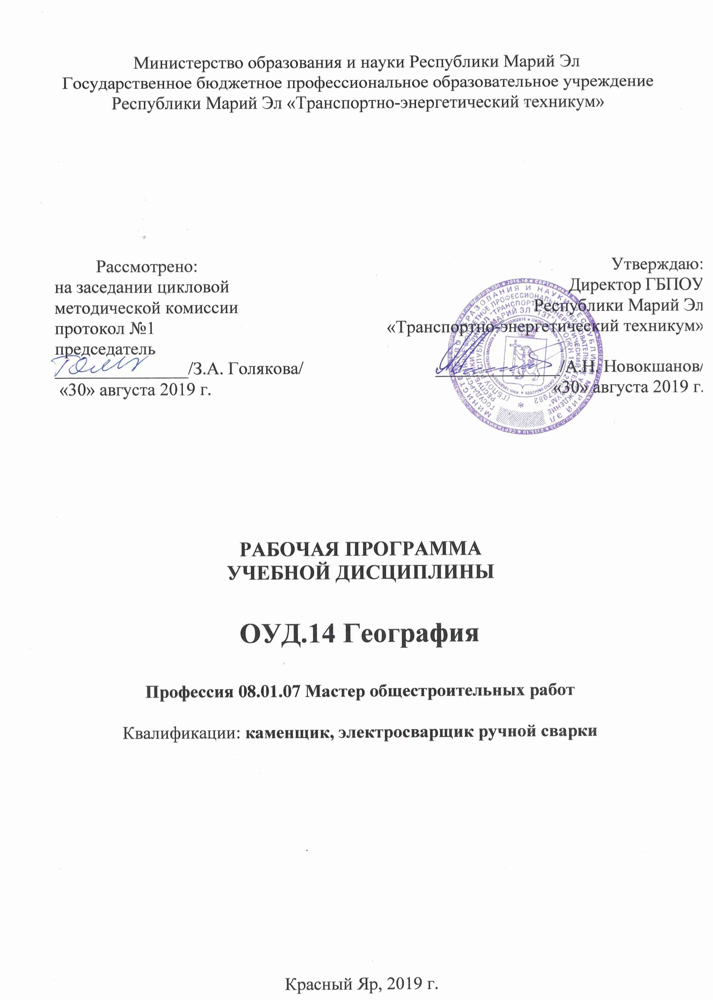 Министерство образования и науки Республики Марий Эл
Государственное бюджетное профессиональное образовательное учреждение
Республики Марий Эл «Транспортно-энергетический техникум»
Рассмотрено:
на заседании цикловой
методической комиссии
протокол №1
председатель
/З.А. Голякова/
«30» августа 2019 г.
Утверждаю:
Директор ГБПОУ
Республики Марий Эл
«Транспортно-энергетический техникум»
/А.Н. Новокшанов/
«30» августа 2019 г.
РАБОЧАЯ ПРОГРАММА
УЧЕБНОЙ ДИСЦИПЛИНЫ
ОУД.14 География
Профессия 08.01.07 Мастер общестроительных работ
Квалификации: каменщик, электросварщик ручной сварки
Красный Яр, 2019 г.